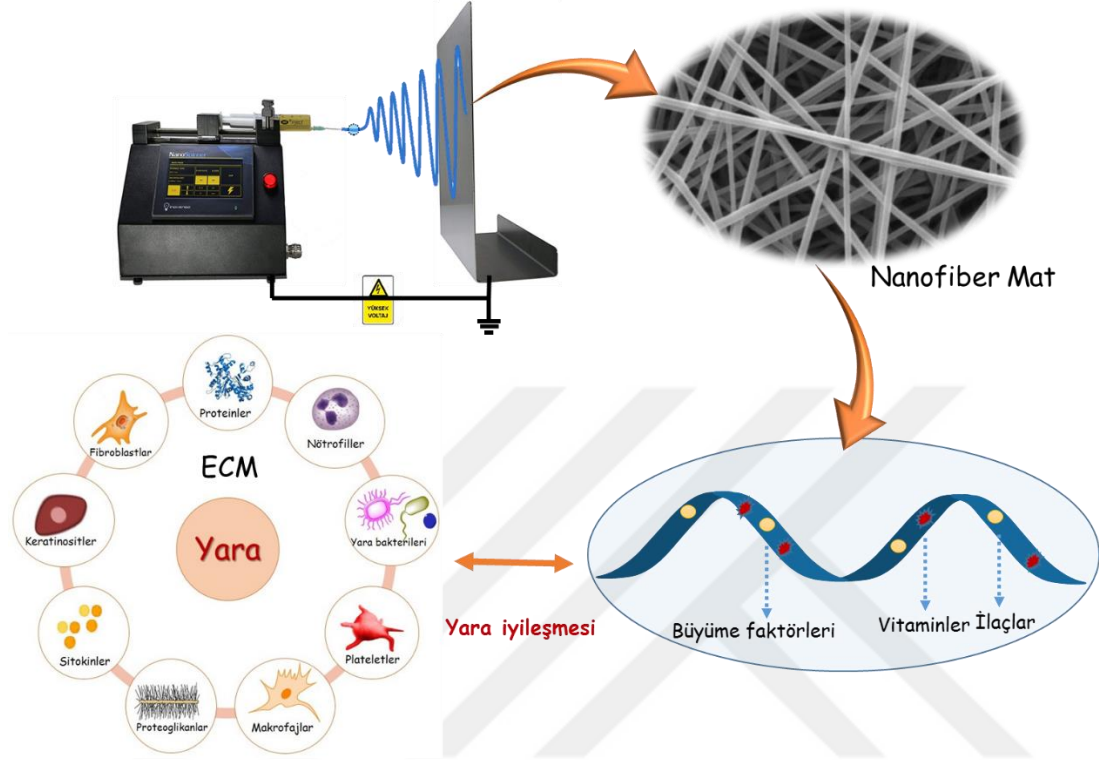 NanoSpinner
Nanofiber Mat
YÜKSEK
VOLTAJ
Proteinler
Nötrofiller
Fibroblastlar
ECM
Keratinositler
Yara
Yara bakterileri
Sitokinler
Plateletler
Proteoglikanlar
Makrofajlar
Yara iyileşmesi
Büyüme faktörleri
Vitaminler
İlaçlar